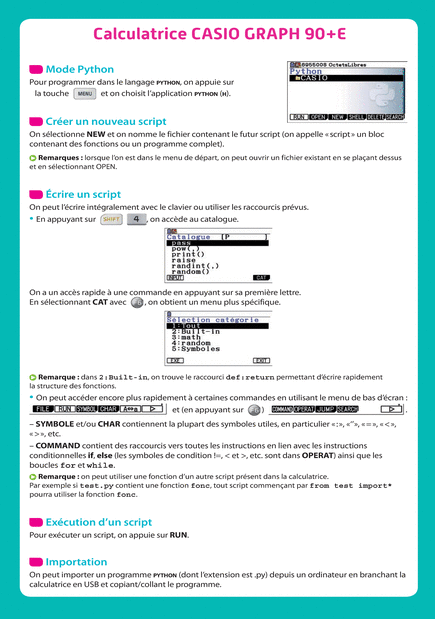 Calculatrice CASIO GRAPH 90+E
Mode Python
Pour programmer dans le langage PYTHON, on appuie sur
la touche MENU et on choisit l'application PYTHON (H).
8955008 OctetsLibres
Python
CASIO
RUN OPEN NEW SHELL DELETE SEARCH
Créer un nouveau script
On sélectionne NEW et on nomme le fichier contenant le futur script (on appelle « script » un bloc
contenant des fonctions ou un programme complet).
Remarques : lorsque l'on est dans le menu de départ, on peut ouvrir un fichier existant en se plaçant dessus
et en sélectionnant OPEN.
Écrire un script
On peut l'écrire intégralement avec le clavier ou utiliser les raccourcis prévus.
• En appuyant sur SHIFT 4 , on accède au catalogue.
Catalogue [P ]
pass
pow(,)
print()
raise
randint(,)
random()
INPUT CAT
On a un accès rapide à une commande en appuyant sur sa première lettre.
En sélectionnant CAT avec , on obtient un menu plus spécifique.
Sélection catégorie
1:Tout
2:Built-in
3:math
4:random
5:Symboles
EXE EXIT
Remarque : dans 2:Built-in, on trouve le raccourci def:return permettant d'écrire rapidement
la structure des fonctions.
• On peut accéder encore plus rapidement à certaines commandes en utilisant le menu de bas d'écran :
FILE RUN SYMBOL CHAR A⇔a ▷ et (en appuyant sur ) COMMAND OPERAT JUMP SEARCH ▷ .
– SYMBOLE et/ou CHAR contiennent la plupart des symboles utiles, en particulier « : », « " », « = », « < »,
« > », etc.
– COMMAND contient des raccourcis vers toutes les instructions en lien avec les instructions
conditionnelles if, else (les symboles de condition !=, < et >, etc. sont dans OPERAT) ainsi que les
boucles for et while.
Remarque : on peut utiliser une fonction d'un autre script présent dans la calculatrice.
Par exemple si test.py contient une fonction fonc, tout script commençant par from test import*
pourra utiliser la fonction fonc.
Exécution d'un script
Pour exécuter un script, on appuie sur RUN.
Importation
On peut importer un programme PYTHON (dont l'extension est .py) depuis un ordinateur en branchant la
calculatrice en USB et copiant/collant le programme.